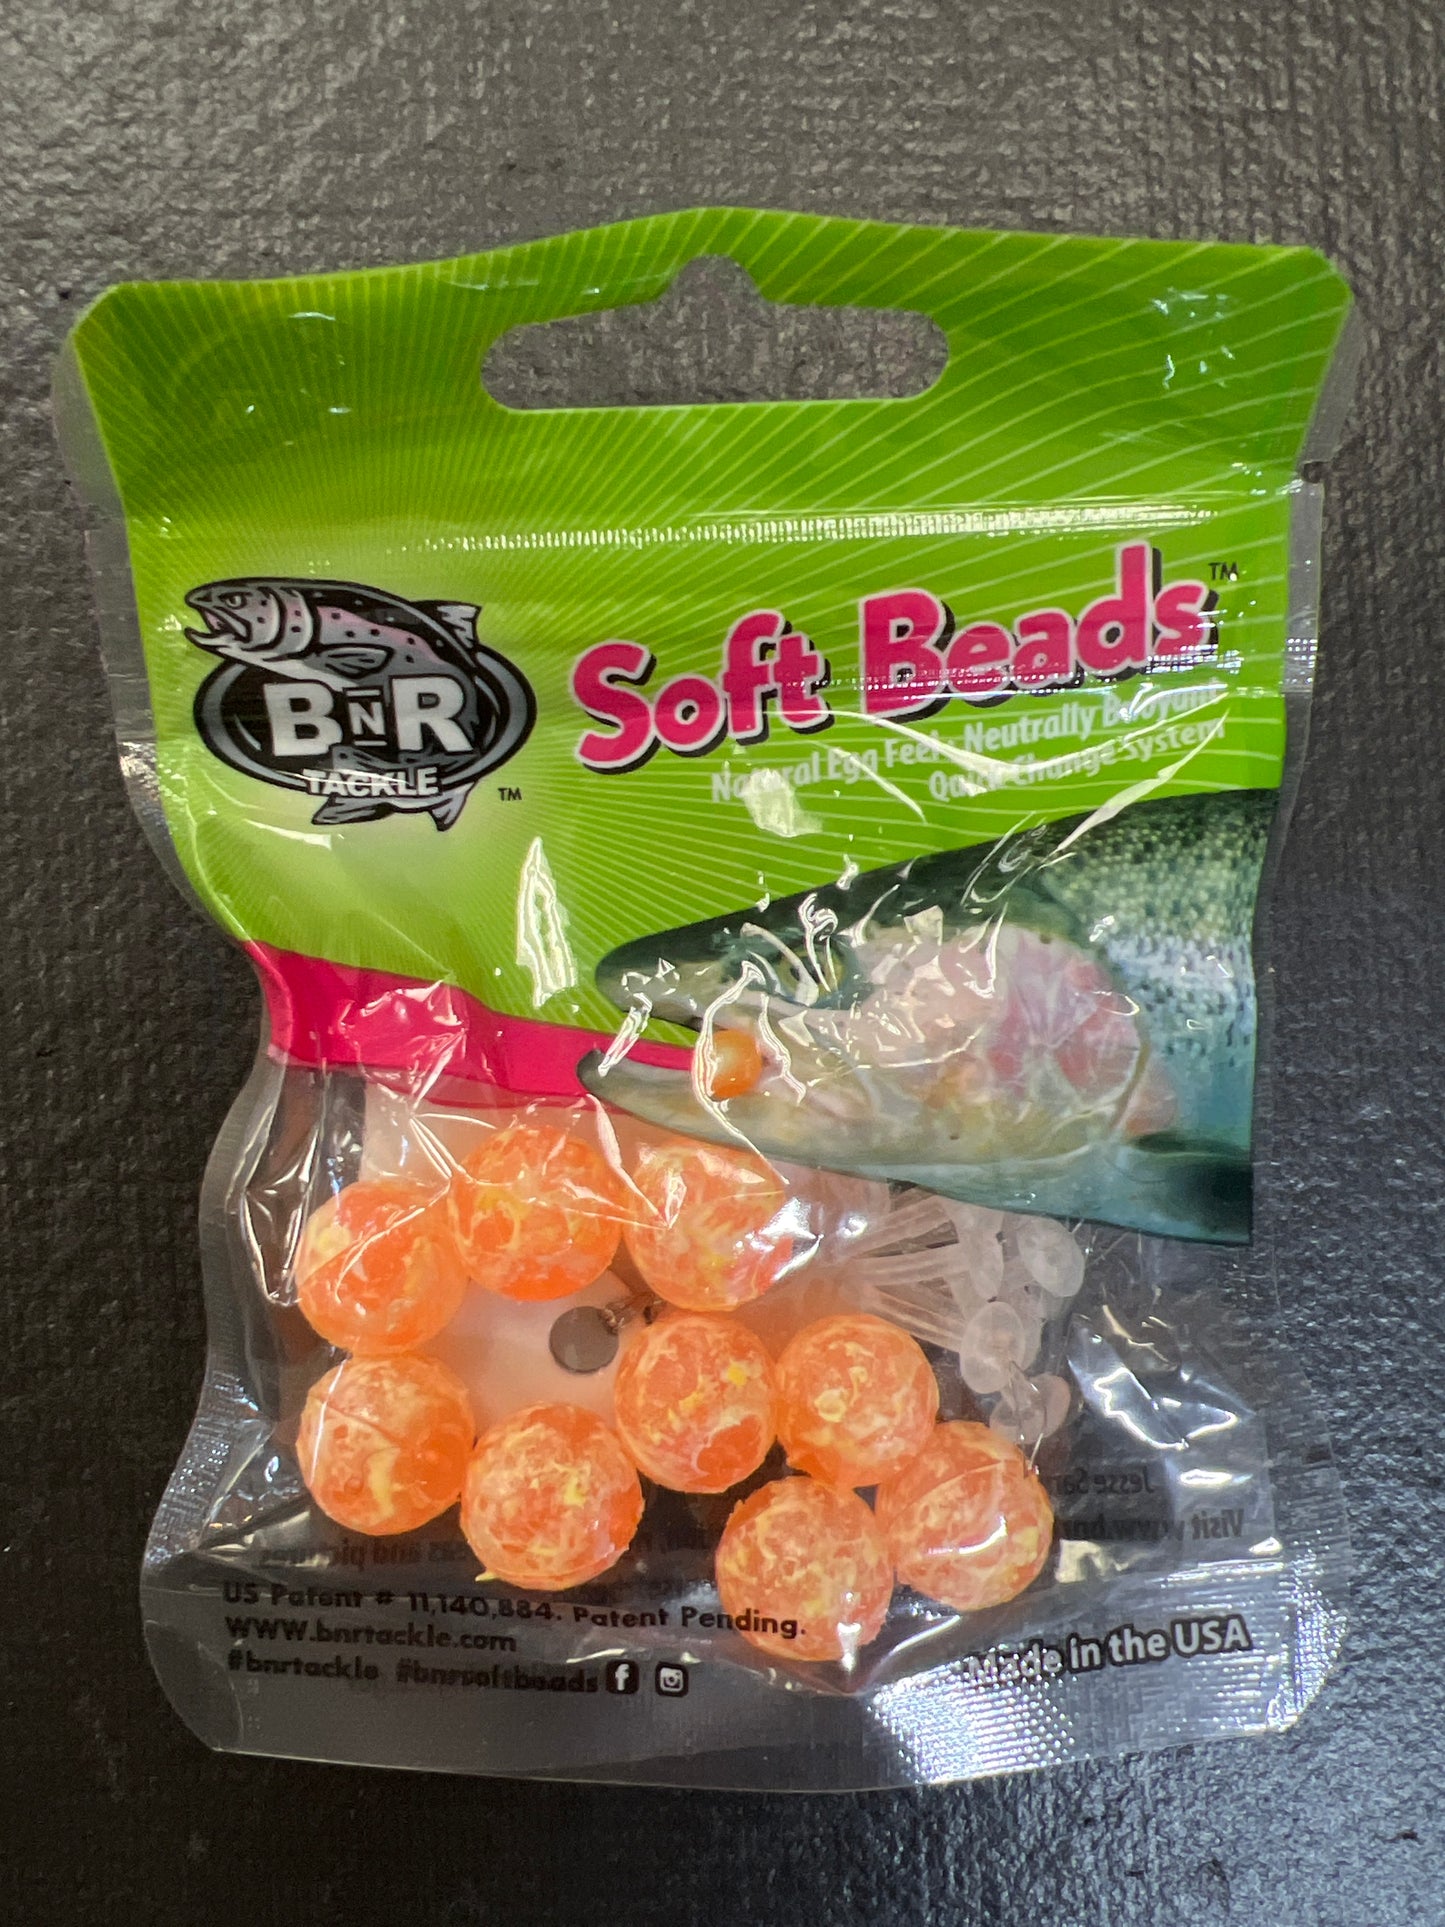 BnR
TACKLE
TM
Soft Beads
TM
Natural Egg Feel • Neutrally Buoyant
Quick Change System
US Patent # 11,140,884. Patent Pending.
www.bnrtackle.com
#bnrtackle #bnrsoftbeads
Made in the USA